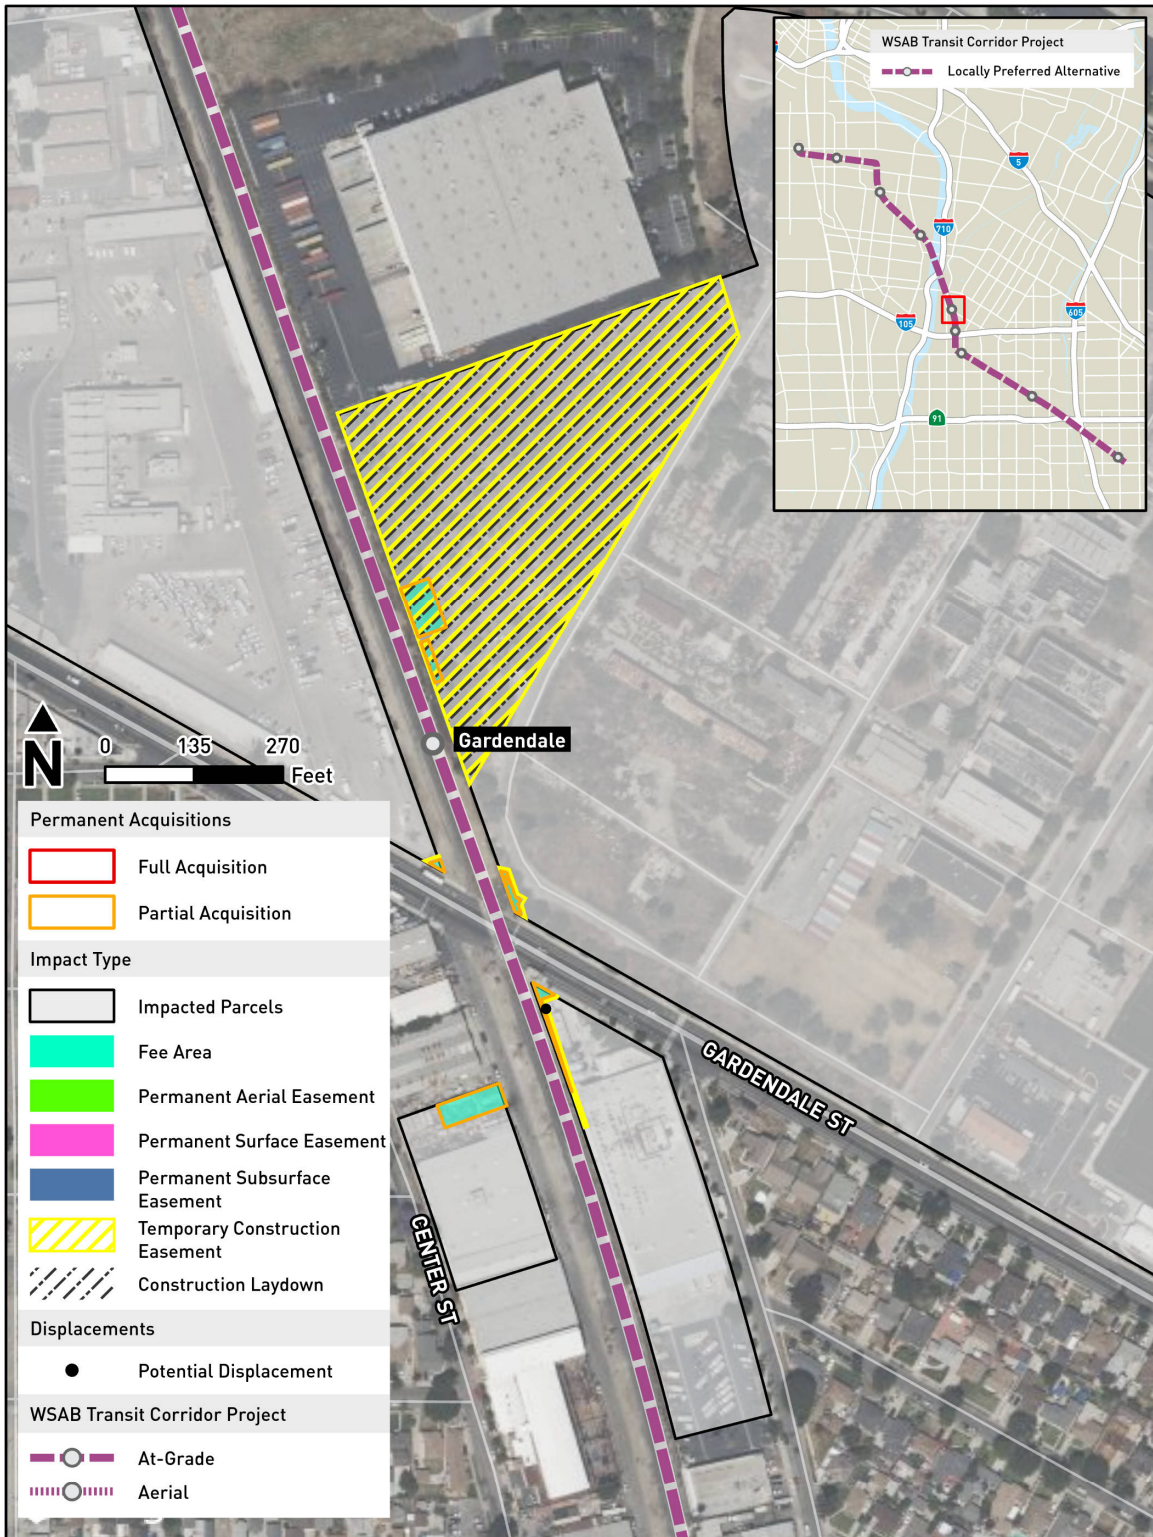 WSAB Transit Corridor Project
Locally Preferred Alternative
5
710
105
605
91
Gardendale
N
0 135 270
Feet
Permanent Acquisitions
Full Acquisition
Partial Acquisition
Impact Type
Impacted Parcels
Fee Area
Permanent Aerial Easement
Permanent Surface Easement
Permanent Subsurface
Easement
Temporary Construction
Easement
Construction Laydown
Displacements
Potential Displacement
WSAB Transit Corridor Project
At-Grade
Aerial
GARDENDALE ST
CENTER ST